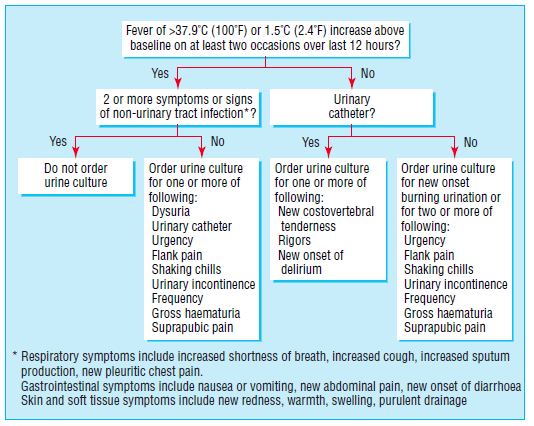 Fever of >37.9°C (100°F) or 1.5°C (2.4°F) increase above
baseline on at least two occasions over last 12 hours?
Yes
No
2 or more symptoms or signs
of non-urinary tract infection*?
Urinary
catheter?
Yes
No
Yes
No
Do not order
urine culture
Order urine culture
for one or more of
following:
Dysuria
Urinary catheter
Urgency
Flank pain
Shaking chills
Urinary incontinence
Frequency
Gross haematuria
Suprapubic pain
Order urine culture
for one or more of
following:
New costovertebral
tenderness
Rigors
New onset of
delirium
Order urine culture
for new onset
burning urination or
for two or more of
following:
Urgency
Flank pain
Shaking chills
Urinary incontinence
Frequency
Gross haematuria
Suprapubic pain
* Respiratory symptoms include increased shortness of breath, increased cough, increased sputum
production, new pleuritic chest pain.
Gastrointestinal symptoms include nausea or vomiting, new abdominal pain, new onset of diarrhoea
Skin and soft tissue symptoms include new redness, warmth, swelling, purulent drainage